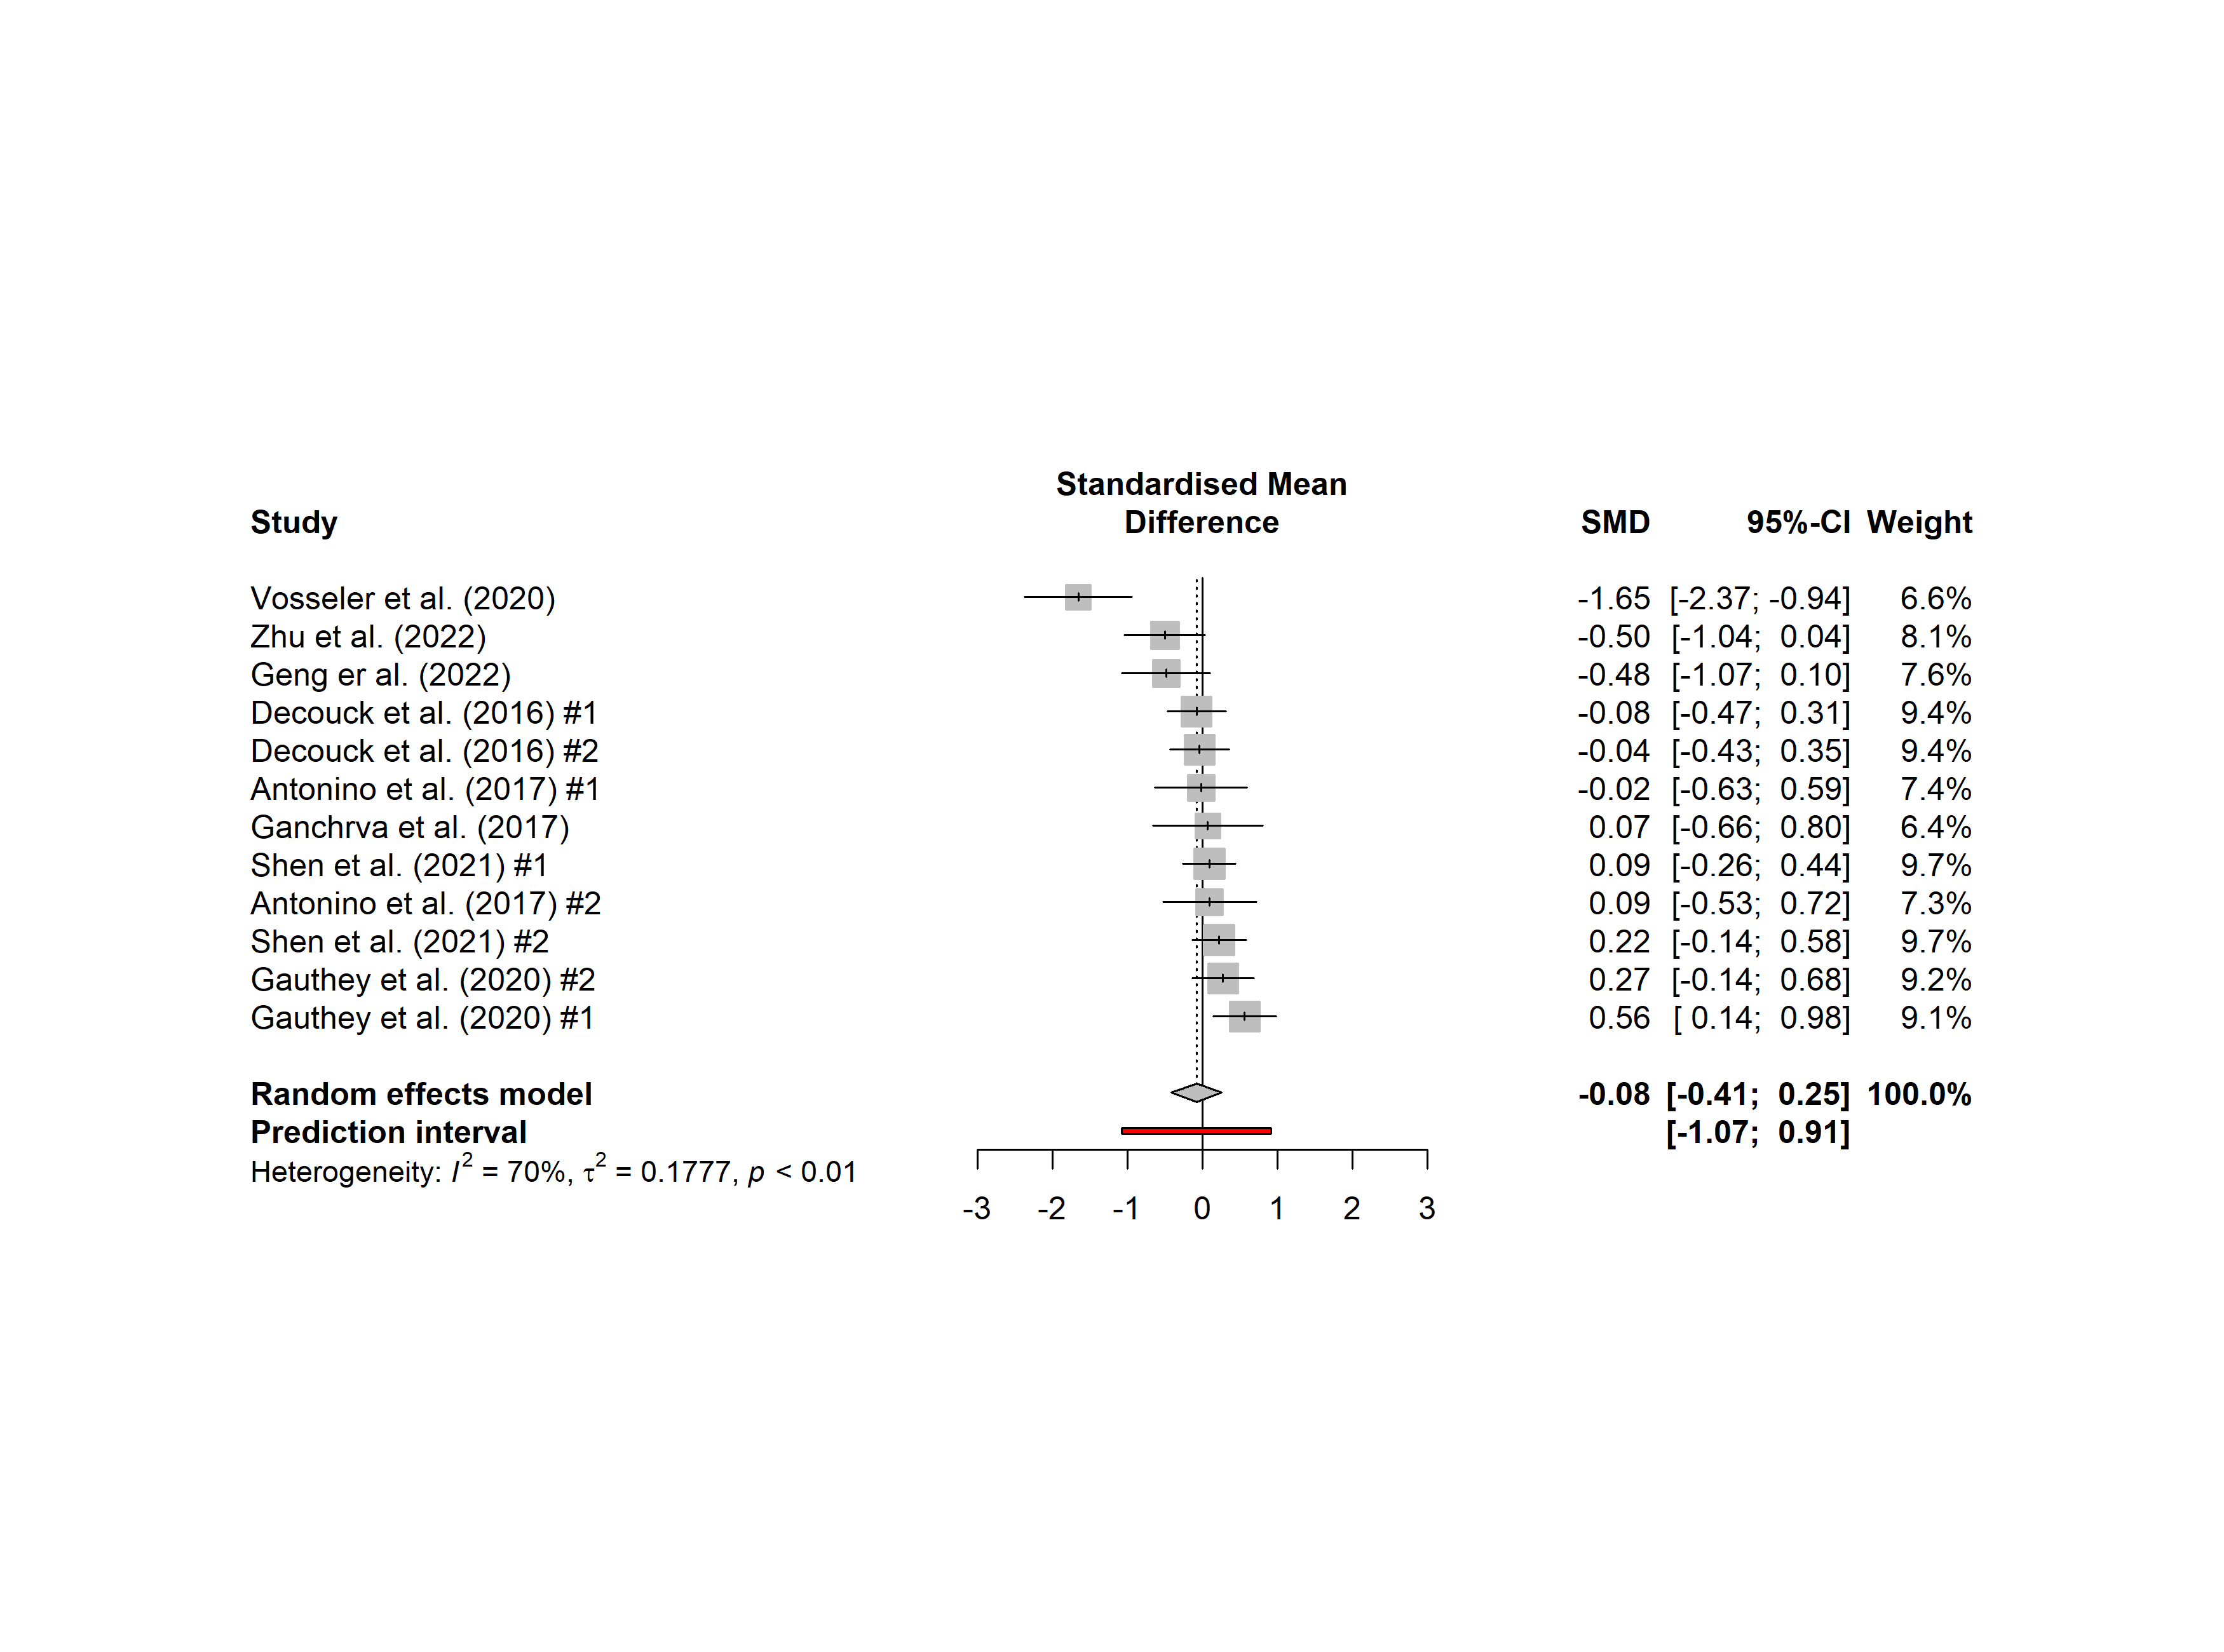 Standardised Mean
Study Difference SMD 95%-CI Weight
Vosseler et al. (2020) -1.65 [-2.37; -0.94] 6.6%
Zhu et al. (2022) -0.50 [-1.04; 0.04] 8.1%
Geng er al. (2022) -0.48 [-1.07; 0.10] 7.6%
Decouck et al. (2016) #1 -0.08 [-0.47; 0.31] 9.4%
Decouck et al. (2016) #2 -0.04 [-0.43; 0.35] 9.4%
Antonino et al. (2017) #1 -0.02 [-0.63; 0.59] 7.4%
Ganchrva et al. (2017) 0.07 [-0.66; 0.80] 6.4%
Shen et al. (2021) #1 0.09 [-0.26; 0.44] 9.7%
Antonino et al. (2017) #2 0.09 [-0.53; 0.72] 7.3%
Shen et al. (2021) #2 0.22 [-0.14; 0.58] 9.7%
Gauthey et al. (2020) #2 0.27 [-0.14; 0.68] 9.2%
Gauthey et al. (2020) #1 0.56 [ 0.14; 0.98] 9.1%
Random effects model -0.08 [-0.41; 0.25] 100.0%
Prediction interval [-1.07; 0.91]
Heterogeneity: I² = 70%, τ² = 0.1777, p < 0.01
-3 -2 -1 0 1 2 3